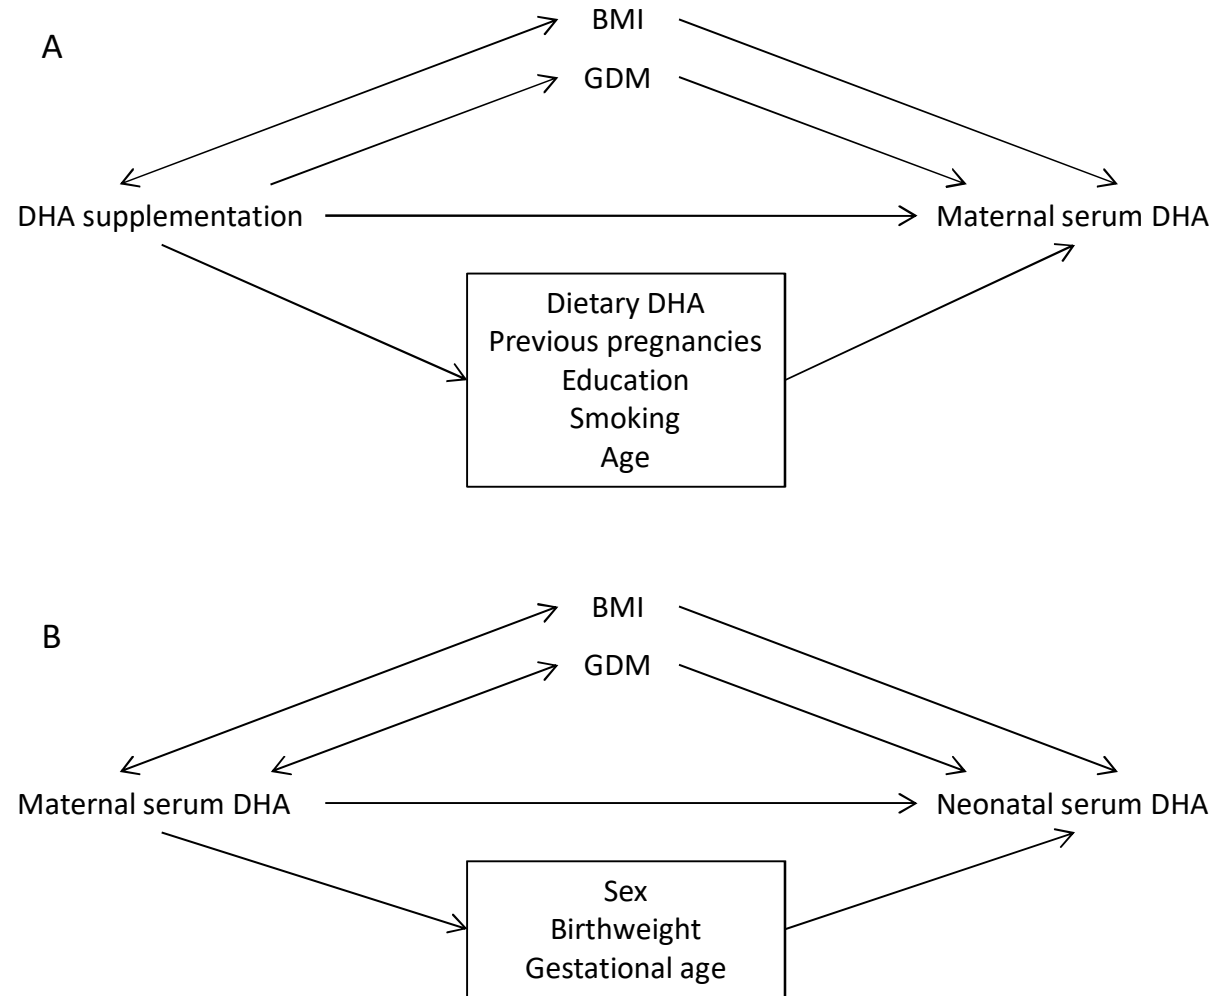 A
BMI
GDM
DHA supplementation
Maternal serum DHA
Dietary DHA
Previous pregnancies
Education
Smoking
Age
B
BMI
GDM
Maternal serum DHA
Neonatal serum DHA
Sex
Birthweight
Gestational age